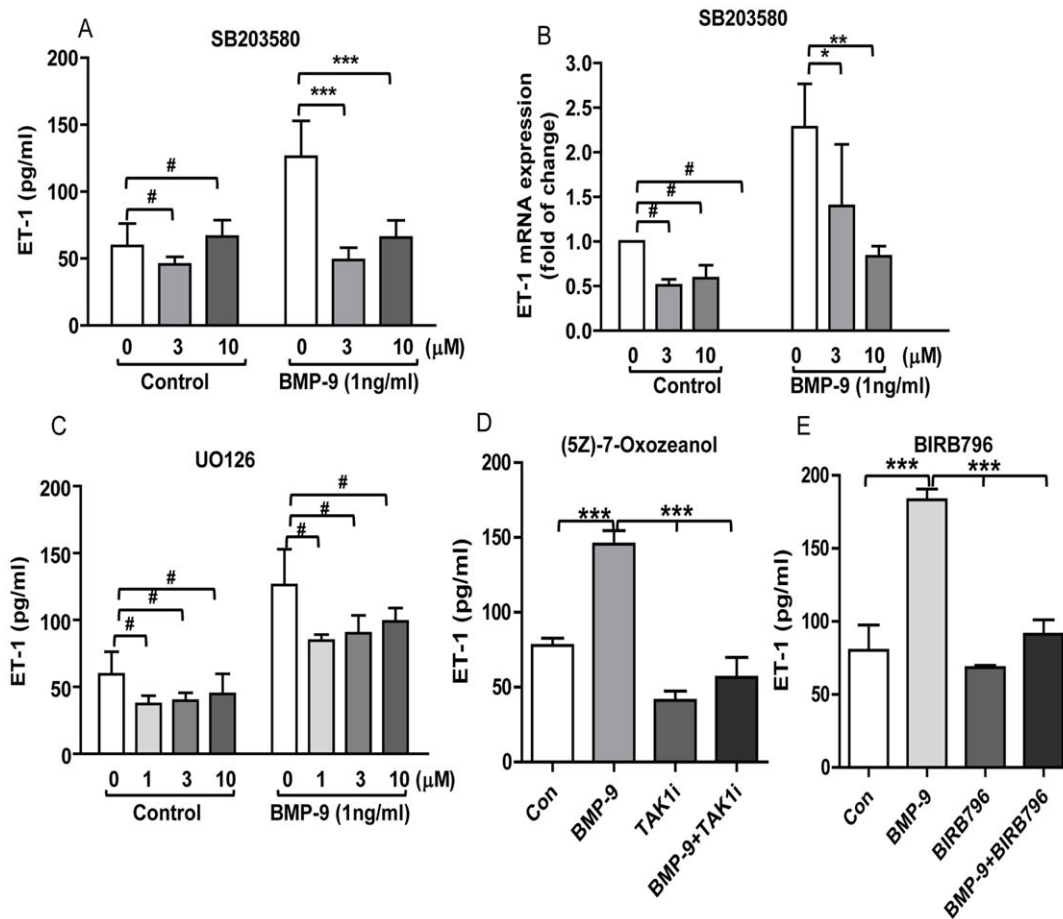 A
SB203580
200
150
100
50
0
ET-1 (pg/ml)
#
#
***
***
0 3 10 0 3 10 (μM)
Control BMP-9 (1ng/ml)
B
SB203580
3.0
2.5
2.0
1.5
1.0
0.5
0.0
ET-1 mRNA expression
(fold of change)
#
#
#
**
*
0 3 10 0 3 10 (μM)
Control BMP-9 (1ng/ml)
C
UO126
200
150
100
50
0
ET-1 (pg/ml)
#
#
#
#
#
#
0 1 3 10 0 1 3 10 (μM)
Control BMP-9 (1ng/ml)
D
(5Z)-7-Oxozeanol
200
150
100
50
0
ET-1 (pg/ml)
*** ***
Con BMP-9 TAK1i BMP-9+TAK1i
E
BIRB796
200
150
100
50
0
ET-1 (pg/ml)
*** ***
Con BMP-9 BIRB796 BMP-9+BIRB796